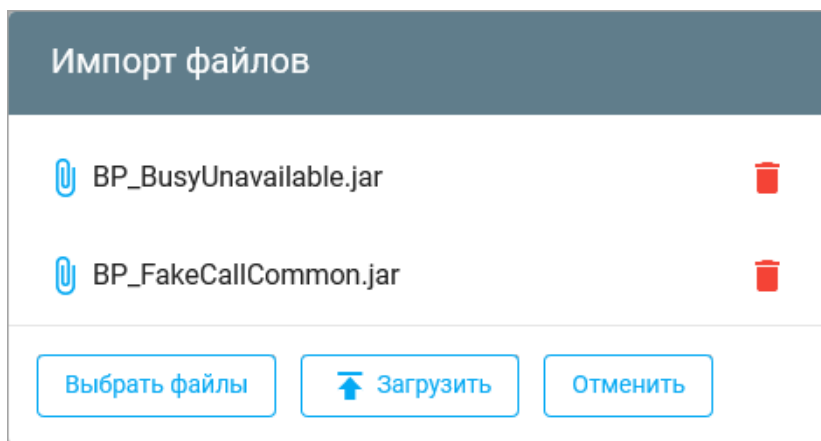 Импорт файлов
BP_BusyUnavailable.jar
BP_FakeCallCommon.jar
Выбрать файлы Загрузить Отменить